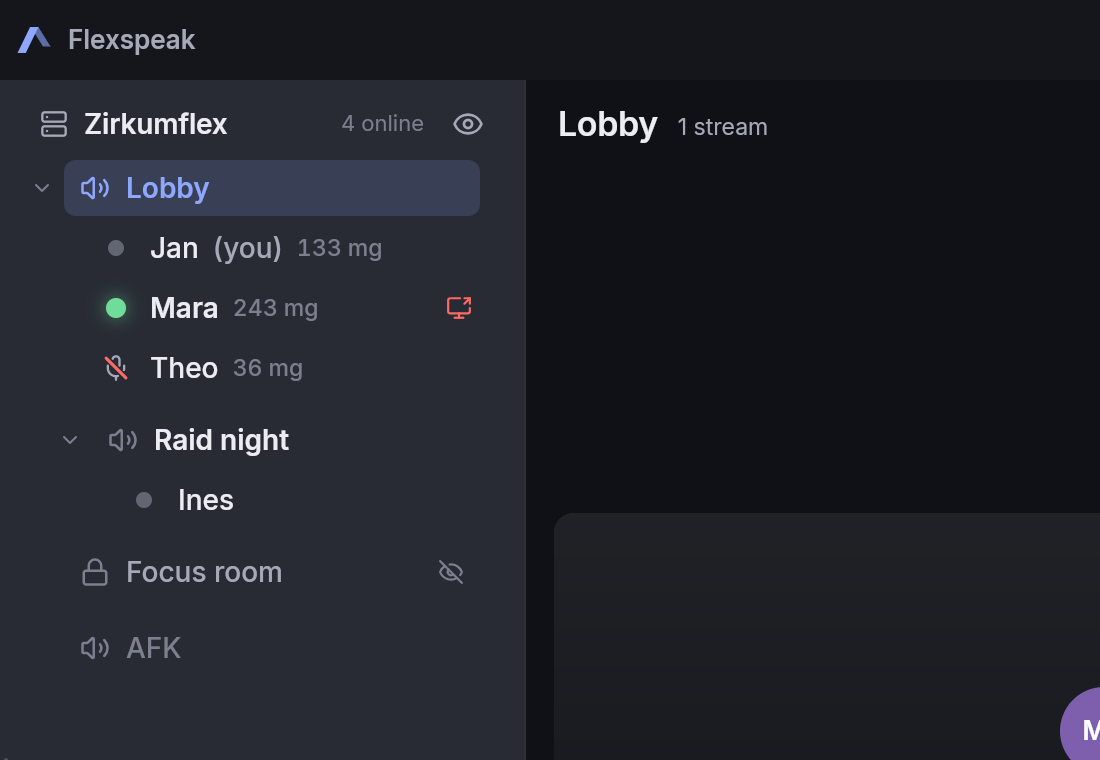 Flexspeak
Zirkumflex 4 online
Lobby 1 stream
Lobby
Jan (you) 133 mg
Mara 243 mg
Theo 36 mg
Raid night
Ines
Focus room
AFK
M